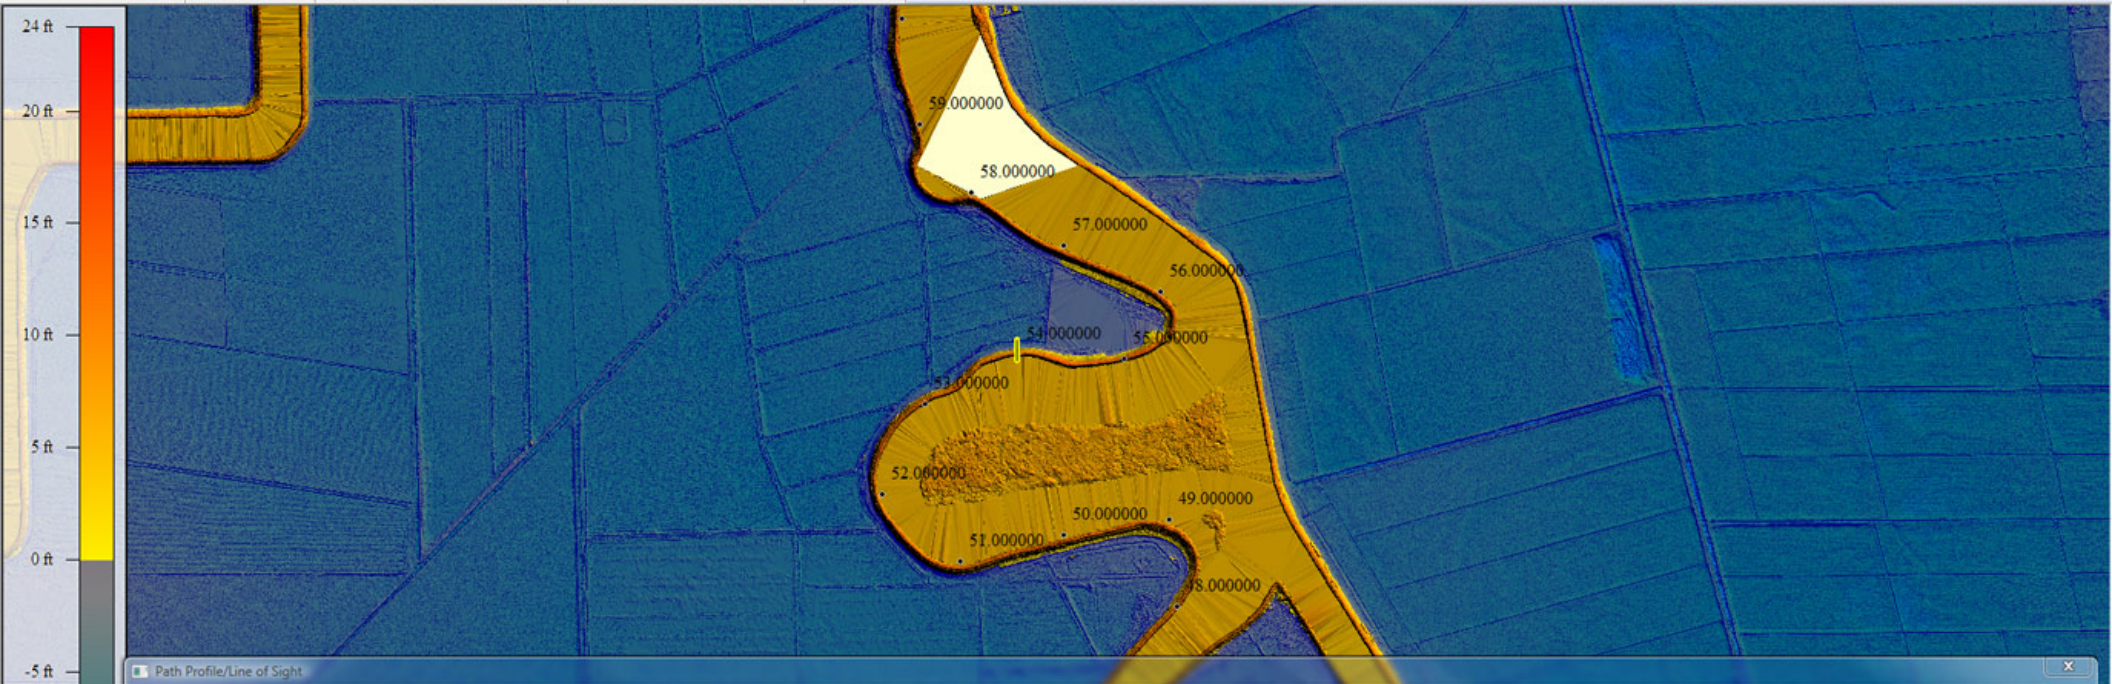 24 ft
20 ft
15 ft
10 ft
5 ft
0 ft
-5 ft
59.000000
58.000000
57.000000
56.000000
55.000000
54.000000
53.000000
52.000000
49.000000
50.000000
51.000000
48.000000
Path Profile/Line of Sight